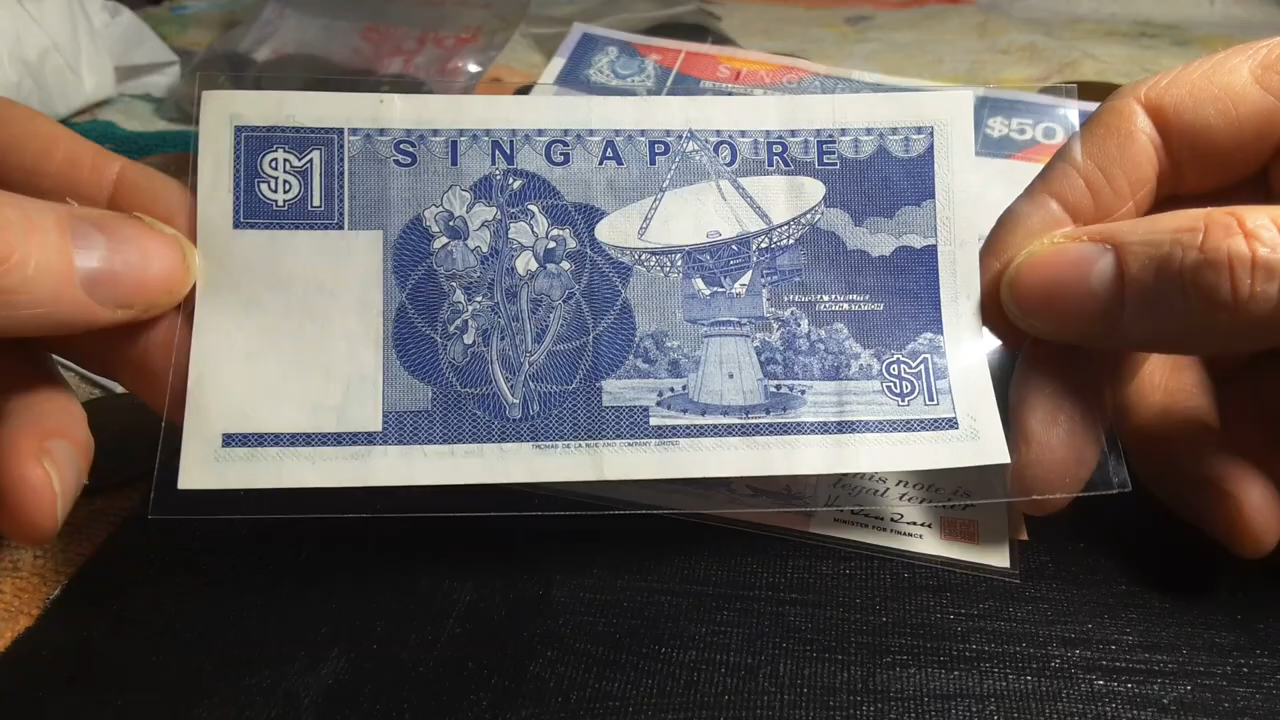 SING
$50
$1
SINGAPORE
SENTOSA SATELLITE
EARTH STATION
$1
THOMAS DE LA RUE AND COMPANY LIMITED
This note is
legal tender
MINISTER FOR FINANCE